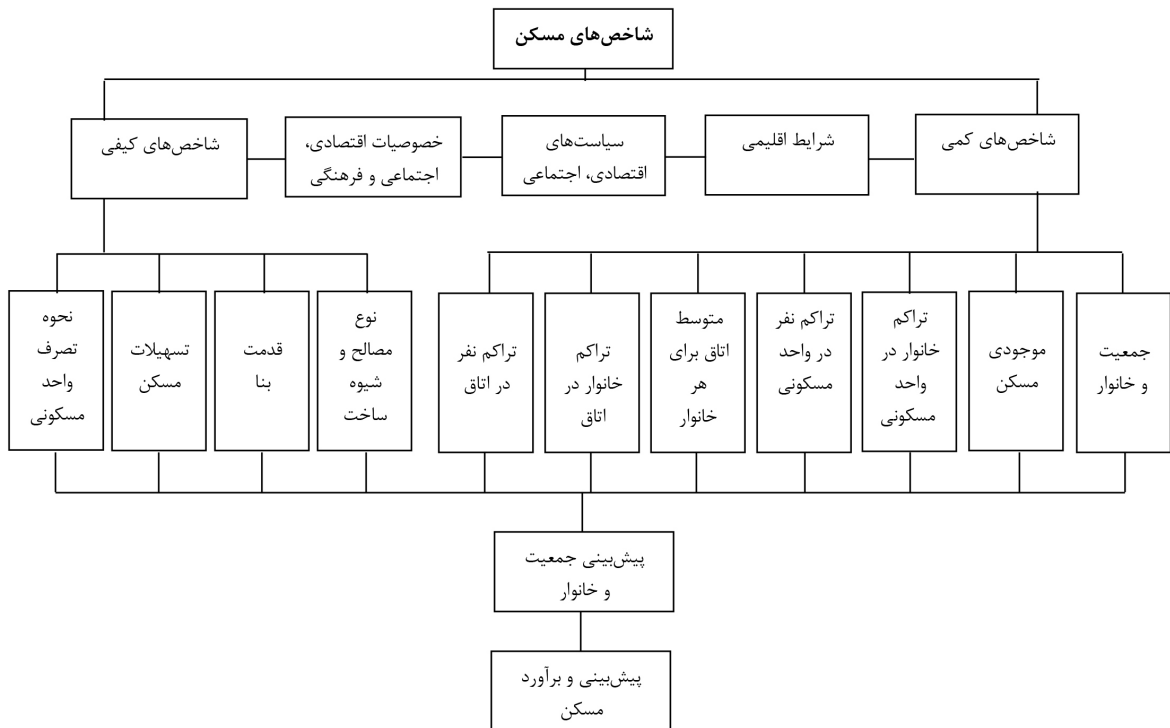 شاخص‌های مسکن
شاخص‌های کمی
شرایط اقلیمی
سیاست‌های
اقتصادی، اجتماعی
خصوصیات اقتصادی،
اجتماعی و فرهنگی
شاخص‌های کیفی
جمعیت
و خانوار
موجودی
مسکن
تراکم
خانوار در
واحد
مسکونی
تراکم نفر
در واحد
مسکونی
متوسط
اتاق برای
هر
خانوار
تراکم
خانوار در
اتاق
تراکم نفر
در اتاق
نوع
مصالح و
شیوه
ساخت
قدمت
بنا
تسهیلات
مسکن
نحوه
تصرف
واحد
مسکونی
پیش‌بینی جمعیت
و خانوار
پیش‌بینی و برآورد
مسکن